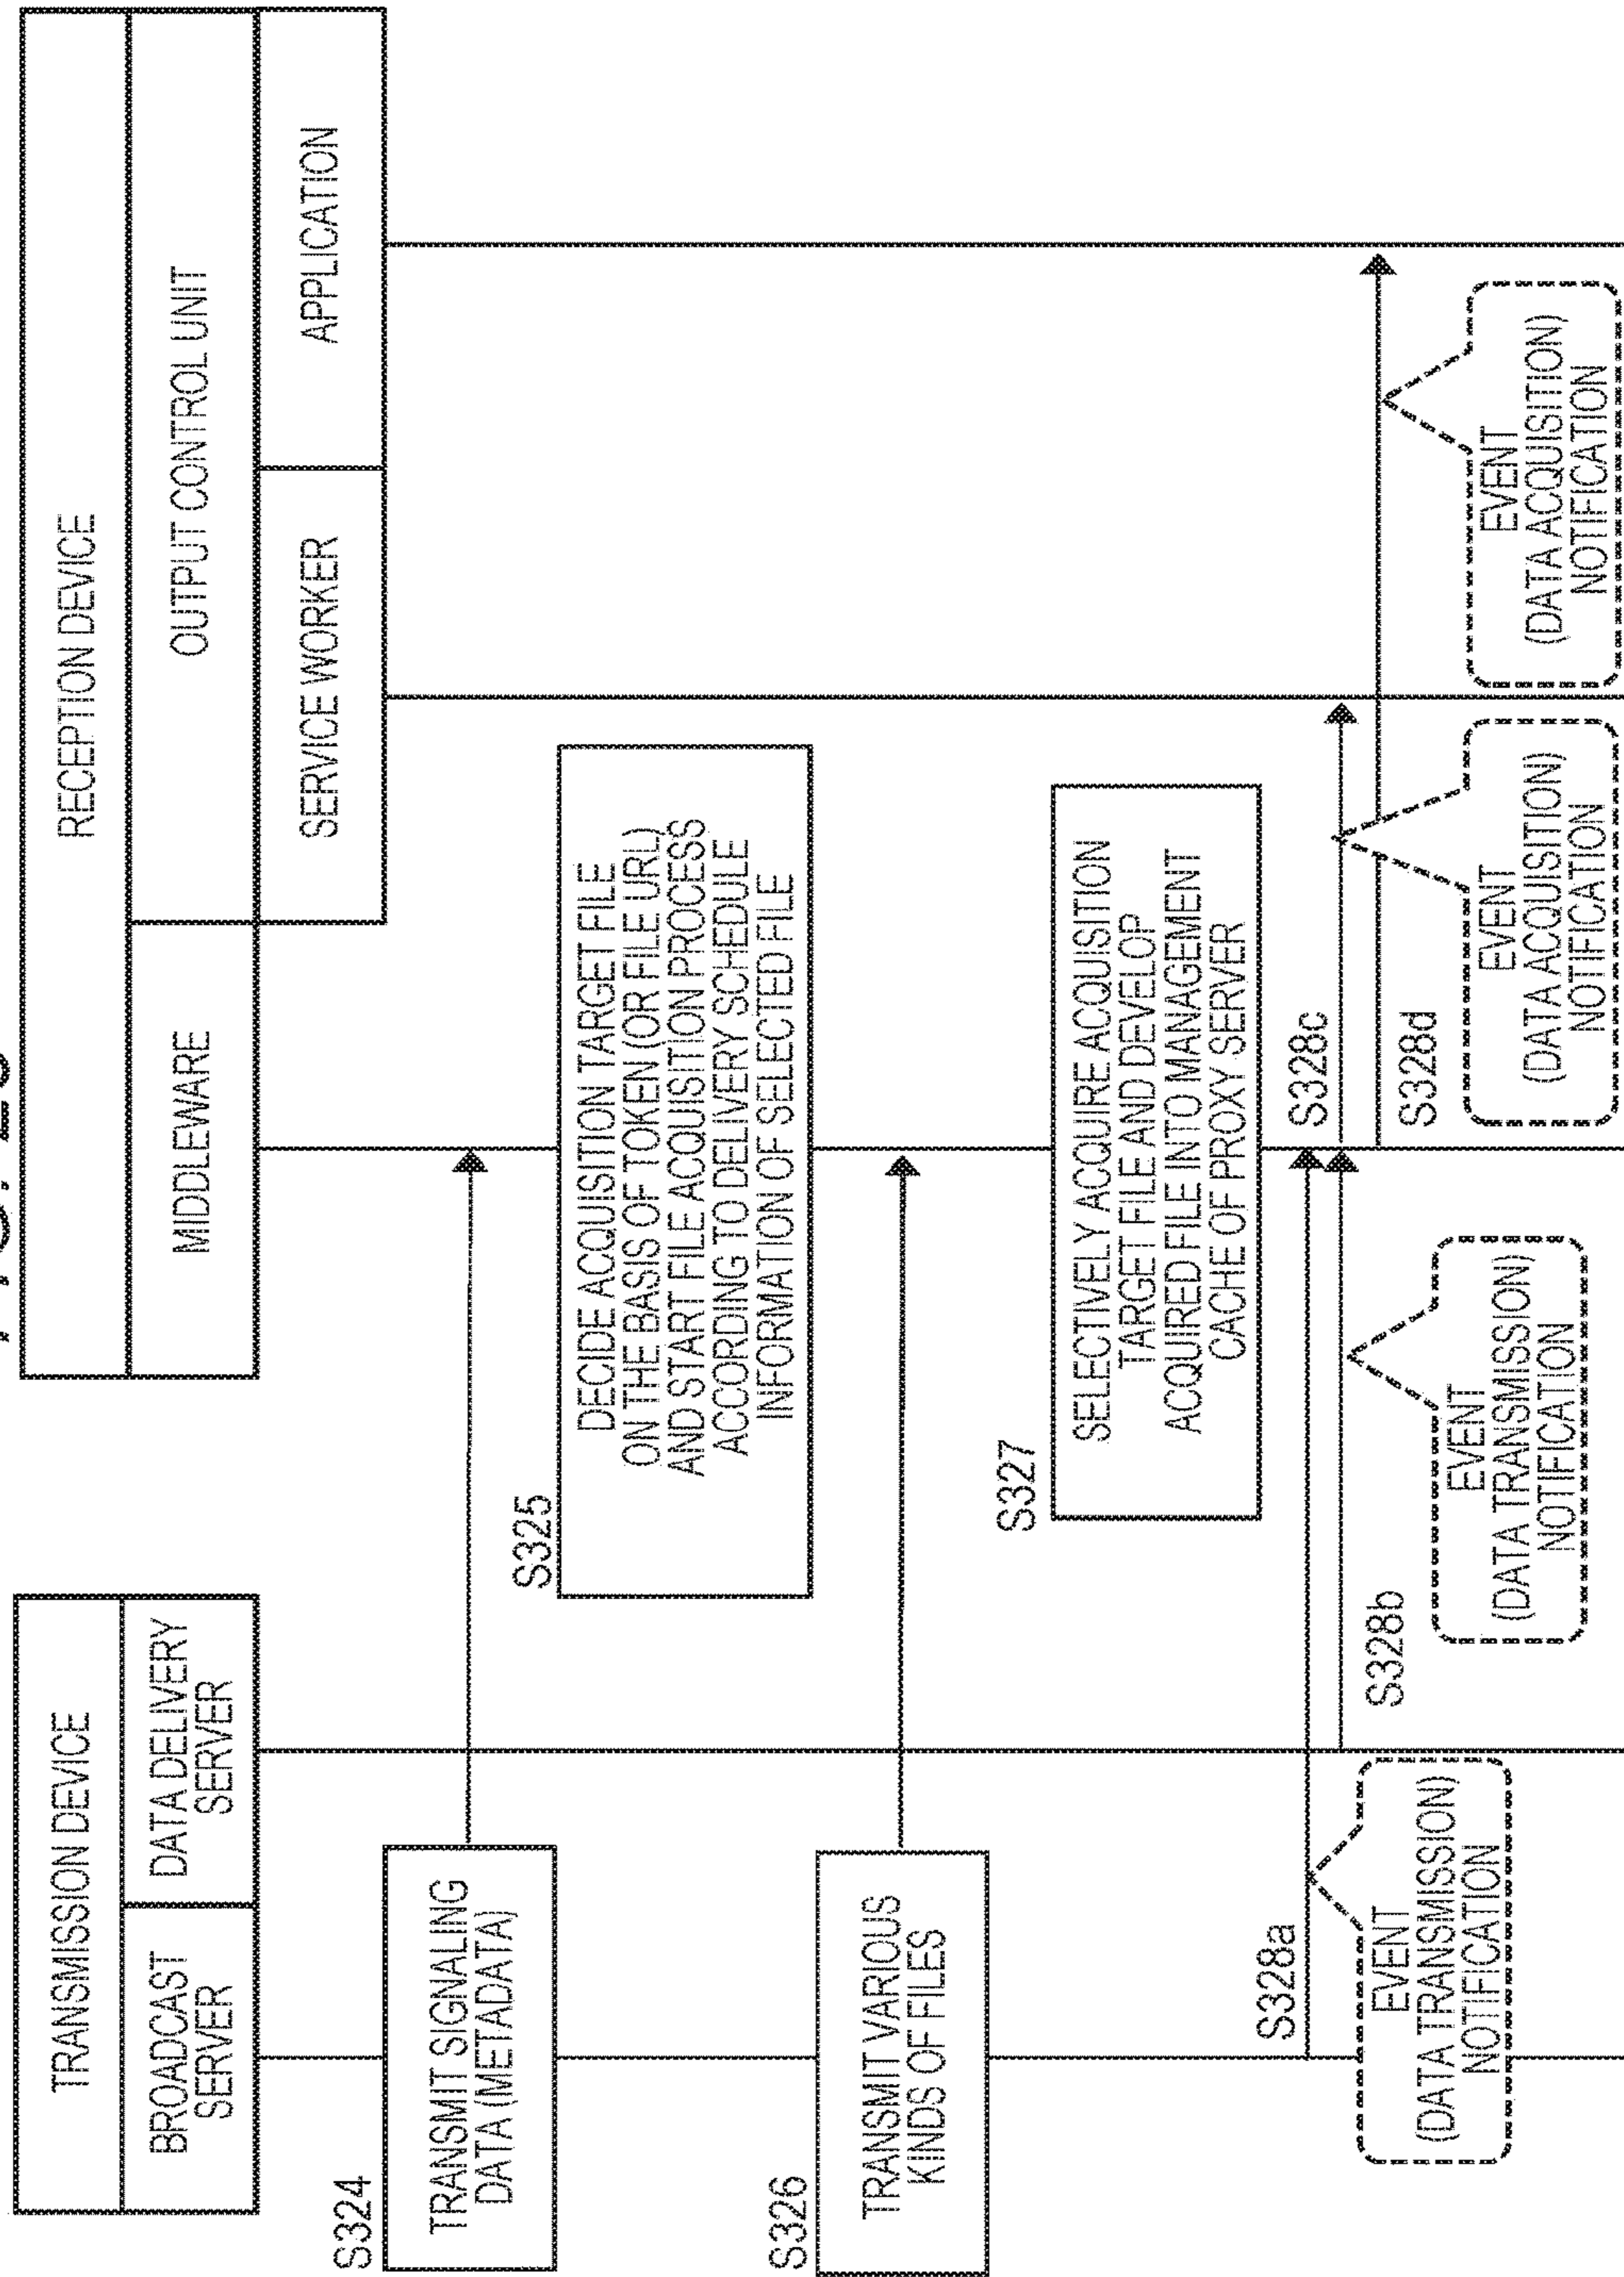 TRANSMISSION DEVICE
BROADCAST
SERVER
DATA DELIVERY
SERVER
RECEPTION DEVICE
MIDDLEWARE
OUTPUT CONTROL UNIT
SERVICE WORKER
APPLICATION
S324
TRANSMIT SIGNALING
DATA (METADATA)
S325
DECIDE ACQUISITION TARGET FILE
ON THE BASIS OF TOKEN (OR FILE URL)
AND START FILE ACQUISITION PROCESS
ACCORDING TO DELIVERY SCHEDULE
INFORMATION OF SELECTED FILE
S326
TRANSMIT VARIOUS
KINDS OF FILES
S327
SELECTIVELY ACQUIRE ACQUISITION
TARGET FILE AND DEVELOP
ACQUIRED FILE INTO MANAGEMENT
CACHE OF PROXY SERVER
S328a
EVENT
(DATA TRANSMISSION)
NOTIFICATION
S328b
EVENT
(DATA TRANSMISSION)
NOTIFICATION
S328c
S328d
EVENT
(DATA ACQUISITION)
NOTIFICATION
EVENT
(DATA ACQUISITION)
NOTIFICATION